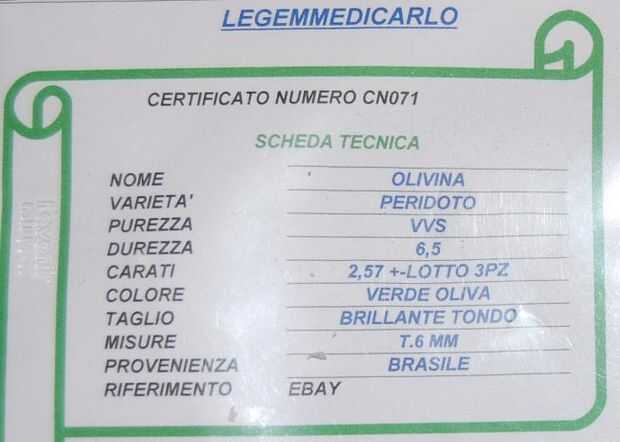 LEGEMMEDICARLO
CERTIFICATO NUMERO CN071
SCHEDA TECNICA
NOME OLIVINA
VARIETA' PERIDOTO
PUREZZA VVS
DUREZZA 6,5
CARATI 2,57 +-LOTTO 3PZ
COLORE VERDE OLIVA
TAGLIO BRILLANTE TONDO
MISURE T.6 MM
PROVENIENZA BRASILE
RIFERIMENTO EBAY